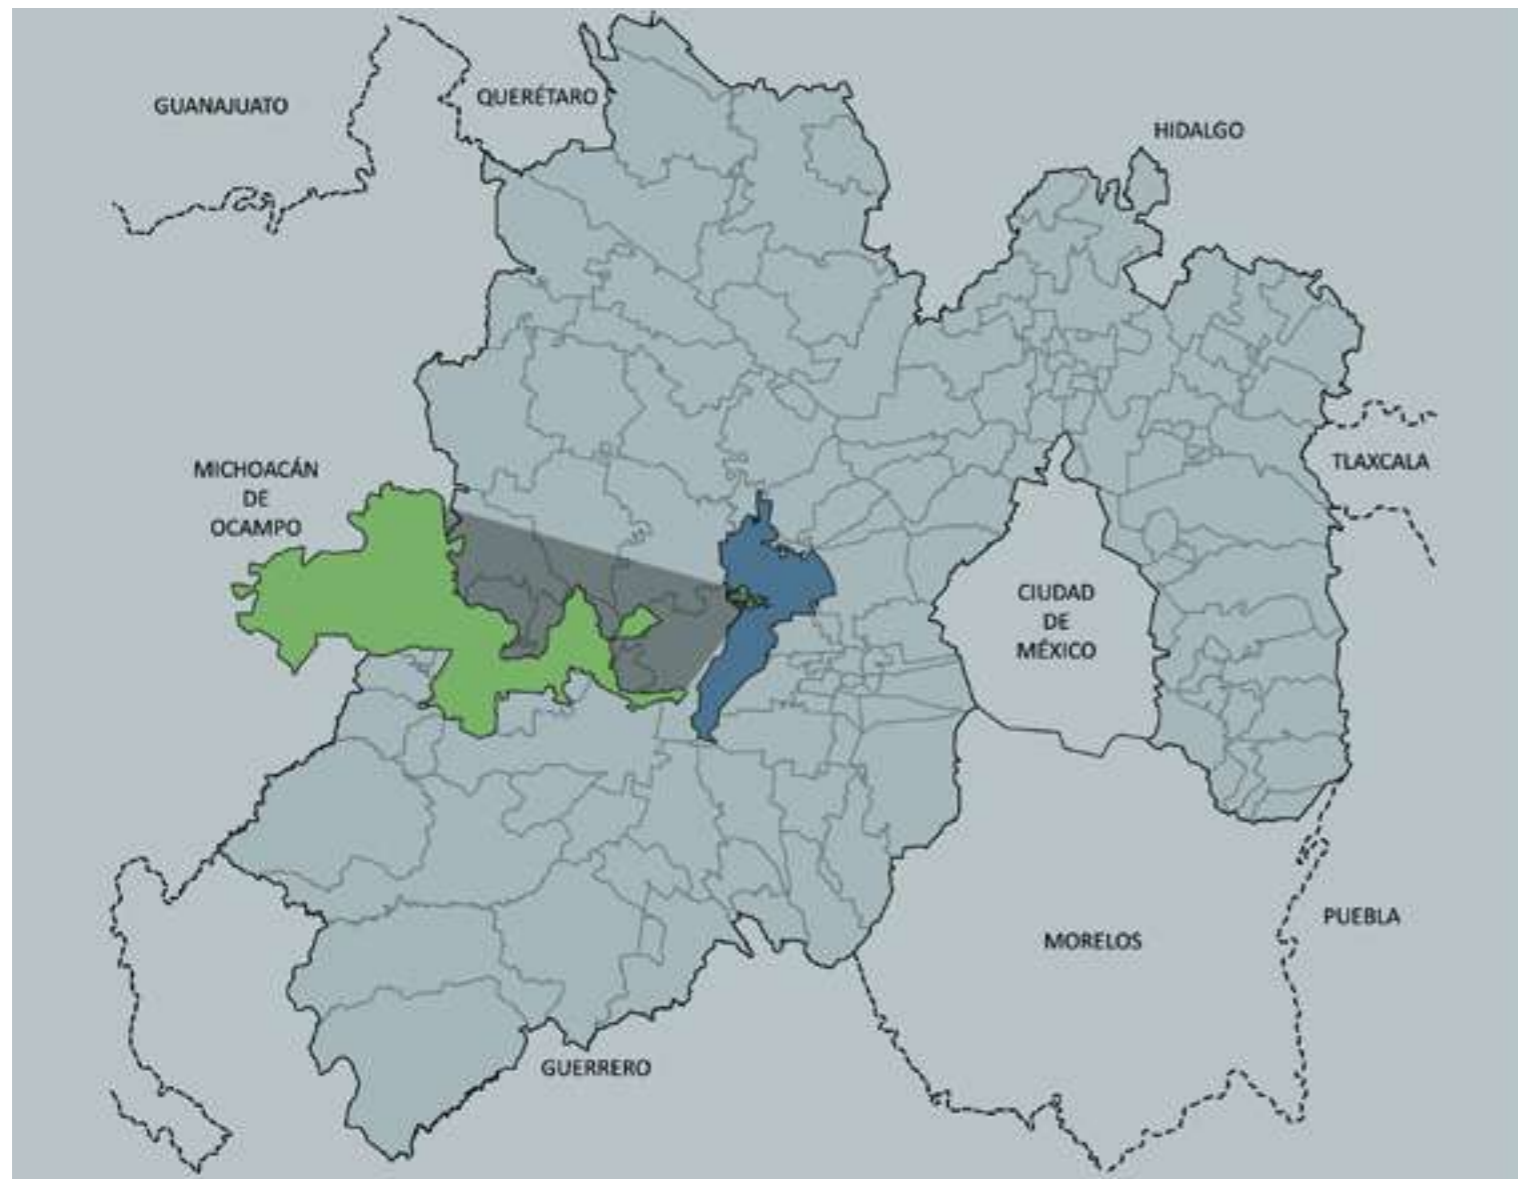 GUANAJUATO
QUERÉTARO
HIDALGO
MICHOACÁN
DE
OCAMPO
TLAXCALA
CIUDAD
DE
MÉXICO
MORELOS
PUEBLA
GUERRERO